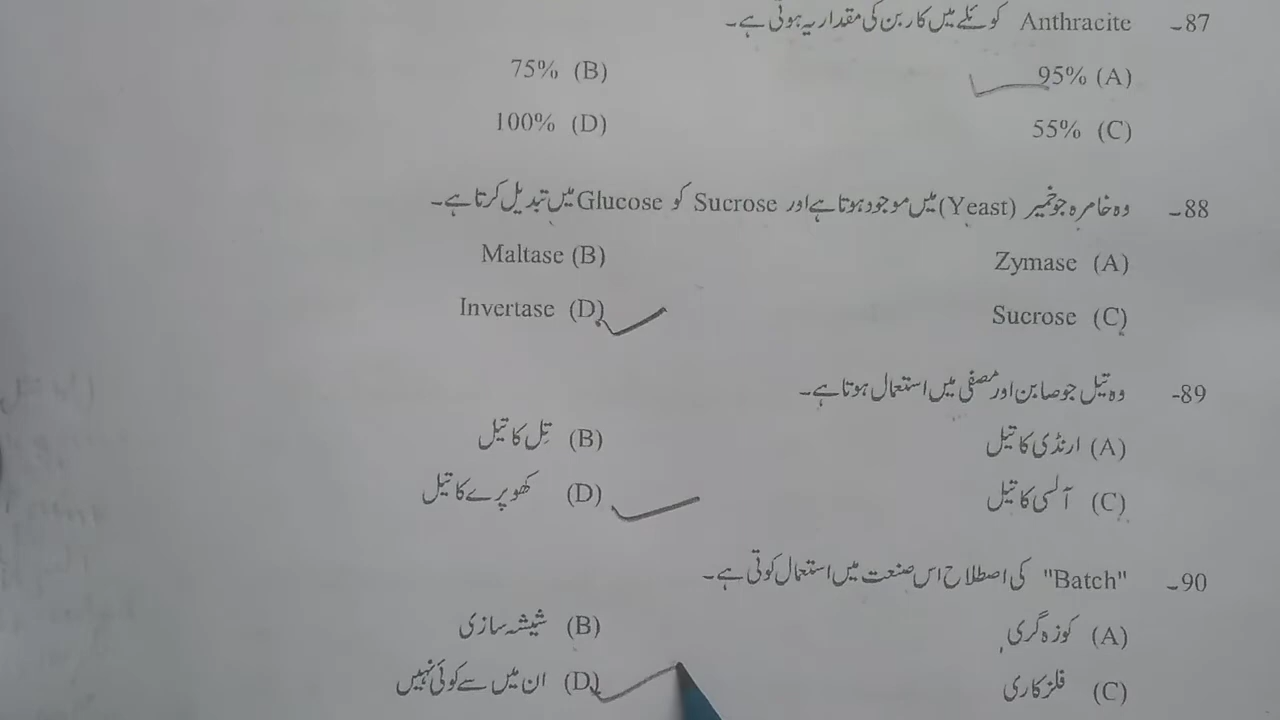 87۔ Anthracite کوئلے میں کاربن کی مقدار یہ ہوتی ہے۔
(A) 95% (B) 75%
(C) 55% (D) 100%
88۔ وہ خامرہ جو خمیر (Yeast) میں موجود ہوتا ہے اور Sucrose کو Glucose میں تبدیل کرتا ہے۔
(A) Zymase (B) Maltase
(C) Sucrose (D) Invertase
89- وہ تیل جو صابن اور مصفی میں استعمال ہوتا ہے۔
(A) ارنڈی کا تیل (B) تِل کا تیل
(C) آلسی کا تیل (D) کھوپرے کا تیل
90۔ "Batch" کی اصطلاح اس صنعت میں استعمال کوتی ہے۔
(A) کوزہ گری (B) شیشہ سازی
(C) فلزکاری (D) ان میں سے کوئی نہیں